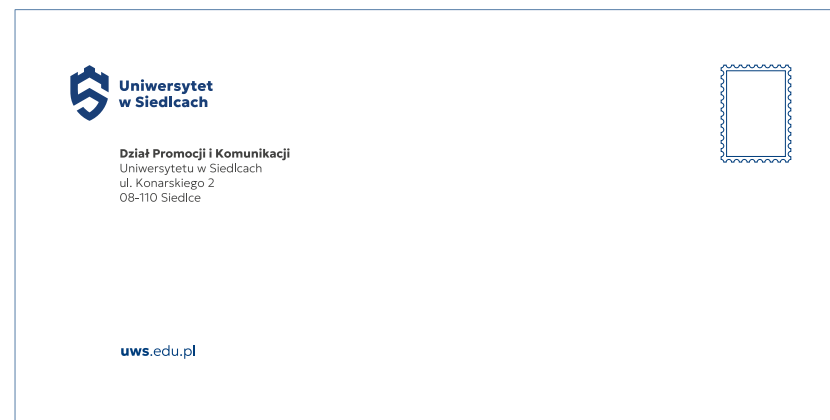 Uniwersytet
w Siedlcach
Dział Promocji i Komunikacji
Uniwersytetu w Siedlcach
ul. Konarskiego 2
08-110 Siedlce
uws.edu.pl